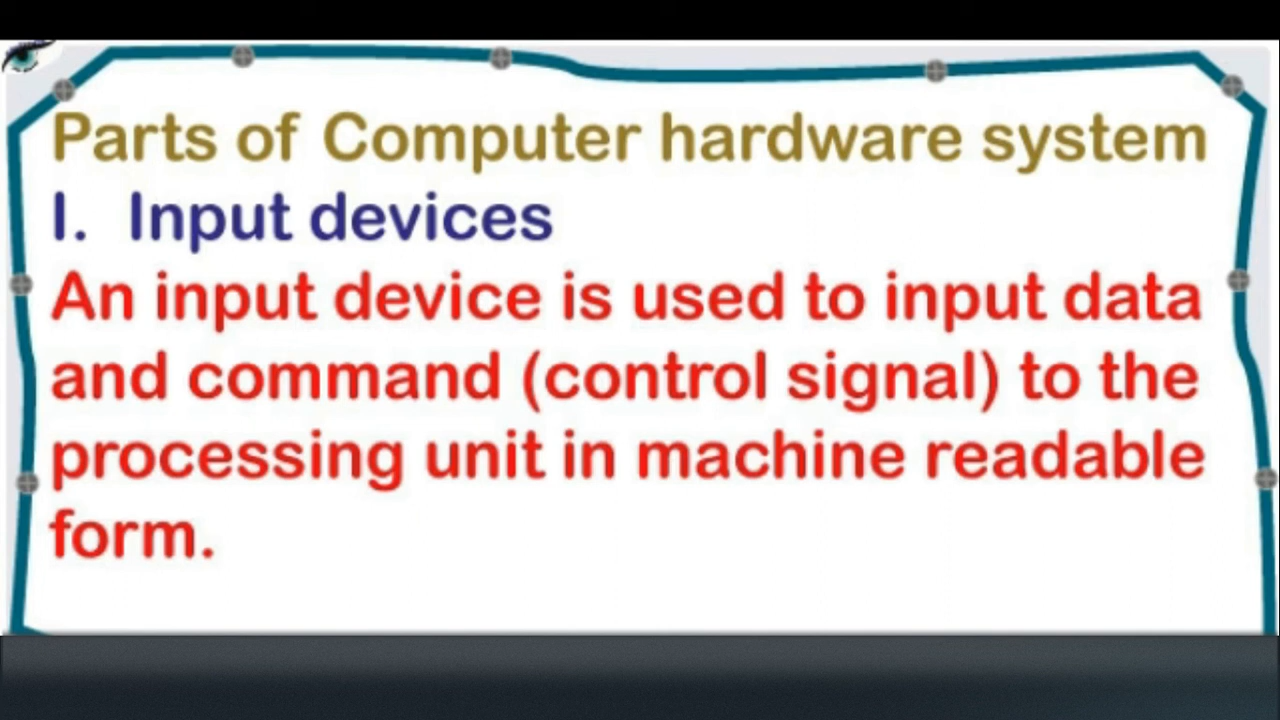 Parts of Computer hardware system
I. Input devices
An input device is used to input data
and command (control signal) to the
processing unit in machine readable
form.